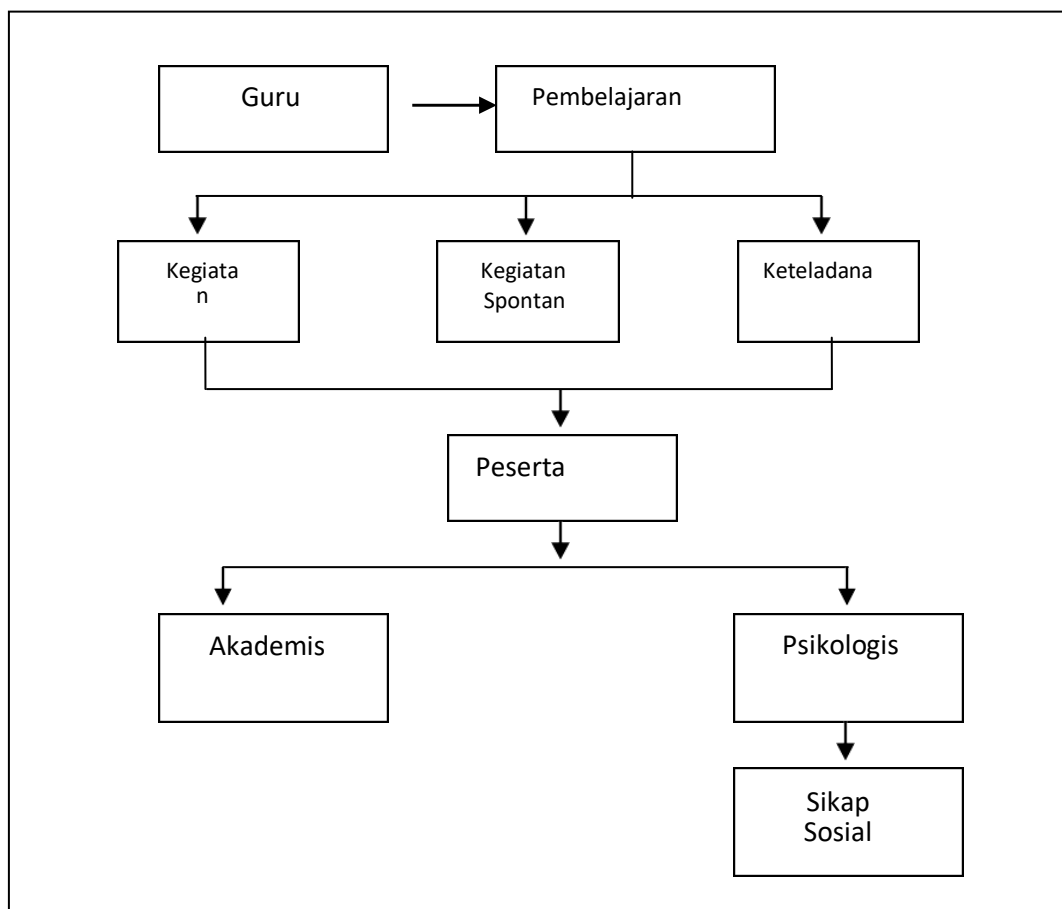 Guru
Pembelajaran
Kegiata
n
Kegiatan
Spontan
Keteladana
Peserta
Akademis
Psikologis
Sikap
Sosial